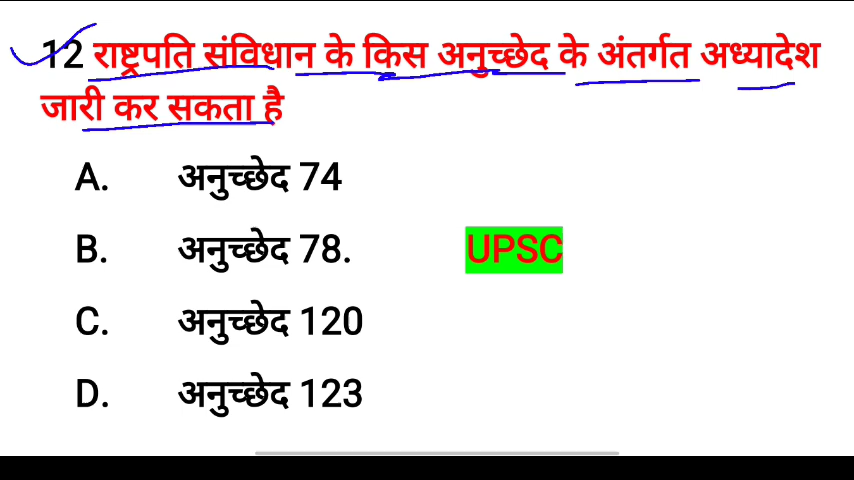 12 राष्ट्रपति संविधान के किस अनुच्छेद के अंतर्गत अध्यादेश
जारी कर सकता है
A. अनुच्छेद 74
B. अनुच्छेद 78. UPSC
C. अनुच्छेद 120
D. अनुच्छेद 123